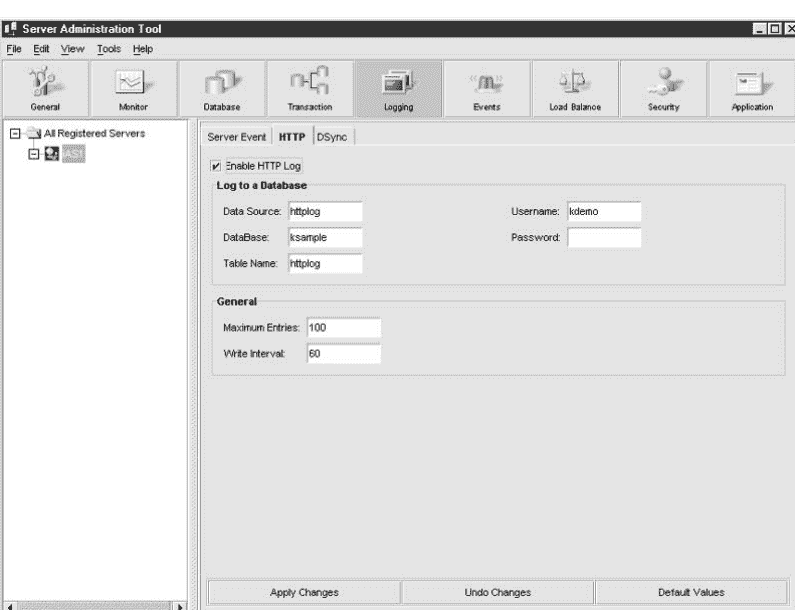 Server Administration Tool
File Edit View Tools Help
General Monitor Database Transaction Logging Events Load Balance Security Application
All Registered Servers
Server Event HTTP DSync
Enable HTTP Log
Log to a Database
Data Source: httplog Username: kdemo
DataBase: ksample Password:
Table Name: httplog
General
Maximum Entries: 100
Write Interval: 60
Apply Changes Undo Changes Default Values